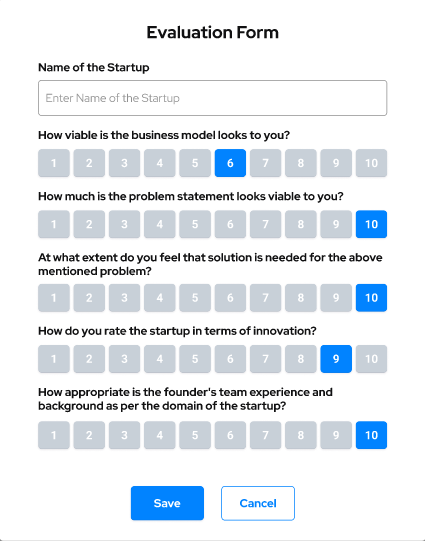 Evaluation Form
Name of the Startup
Enter Name of the Startup
How viable is the business model looks to you?
1 2 3 4 5 6 7 8 9 10
How much is the problem statement looks viable to you?
1 2 3 4 5 6 7 8 9 10
At what extent do you feel that solution is needed for the above
mentioned problem?
1 2 3 4 5 6 7 8 9 10
How do you rate the startup in terms of innovation?
1 2 3 4 5 6 7 8 9 10
How appropriate is the founder's team experience and
background as per the domain of the startup?
1 2 3 4 5 6 7 8 9 10
Save Cancel